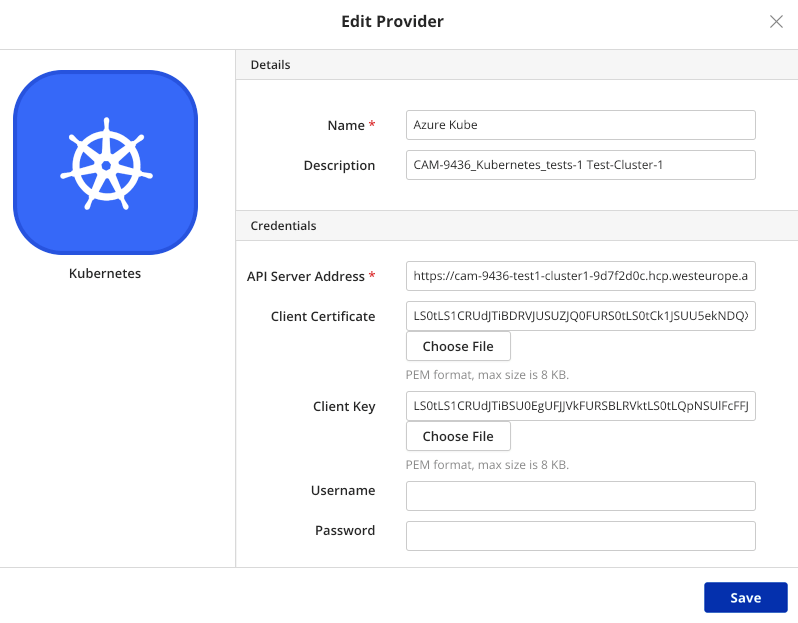 Edit Provider
Kubernetes
Details
Name *
Azure Kube
Description
CAM-9436_Kubernetes_tests-1 Test-Cluster-1
Credentials
API Server Address *
https://cam-9436-test1-cluster1-9d7f2d0c.hcp.westeurope.a
Client Certificate
LS0tLS1CRUdJTiBDRVJUSUZJQ0FURS0tLS0tCk1JSUU5ekNDQX
Choose File
PEM format, max size is 8 KB.
Client Key
LS0tLS1CRUdJTiBSU0EgUFJJVkFURSBLRVktLS0tLQpNSUlFcFFJ
Choose File
PEM format, max size is 8 KB.
Username
Password
Save